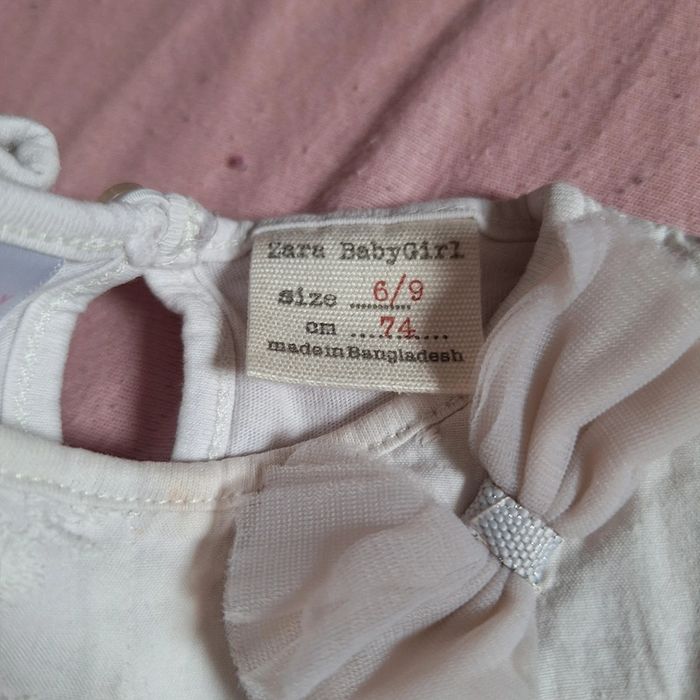 Zara BabyGirl
size 6/9
cm 74
made in Bangladesh